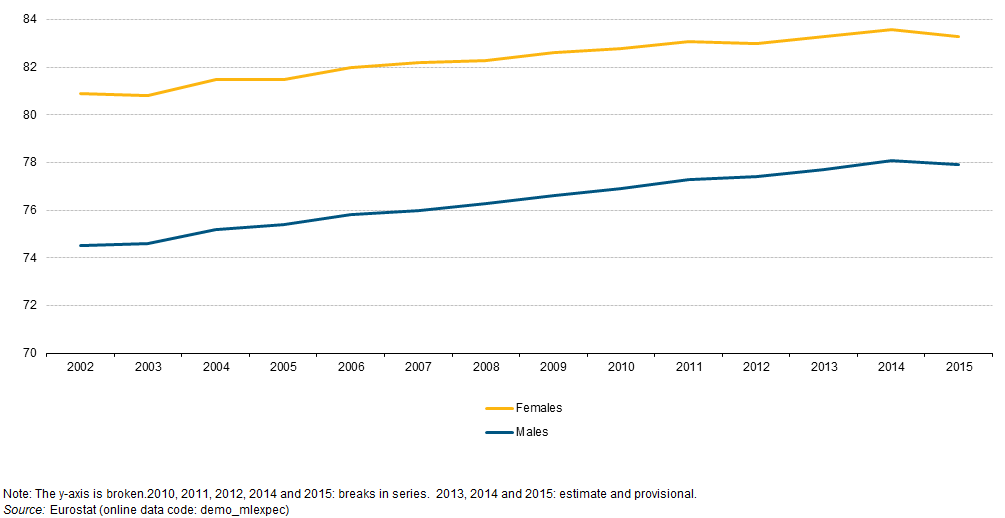 84
82
80
78
76
74
72
70
2002 2003 2004 2005 2006 2007 2008 2009 2010 2011 2012 2013 2014 2015
Females
Males
Note: The y-axis is broken.2010, 2011, 2012, 2014 and 2015: breaks in series.  2013, 2014 and 2015: estimate and provisional.
Source: Eurostat (online data code: demo_mlexpec)